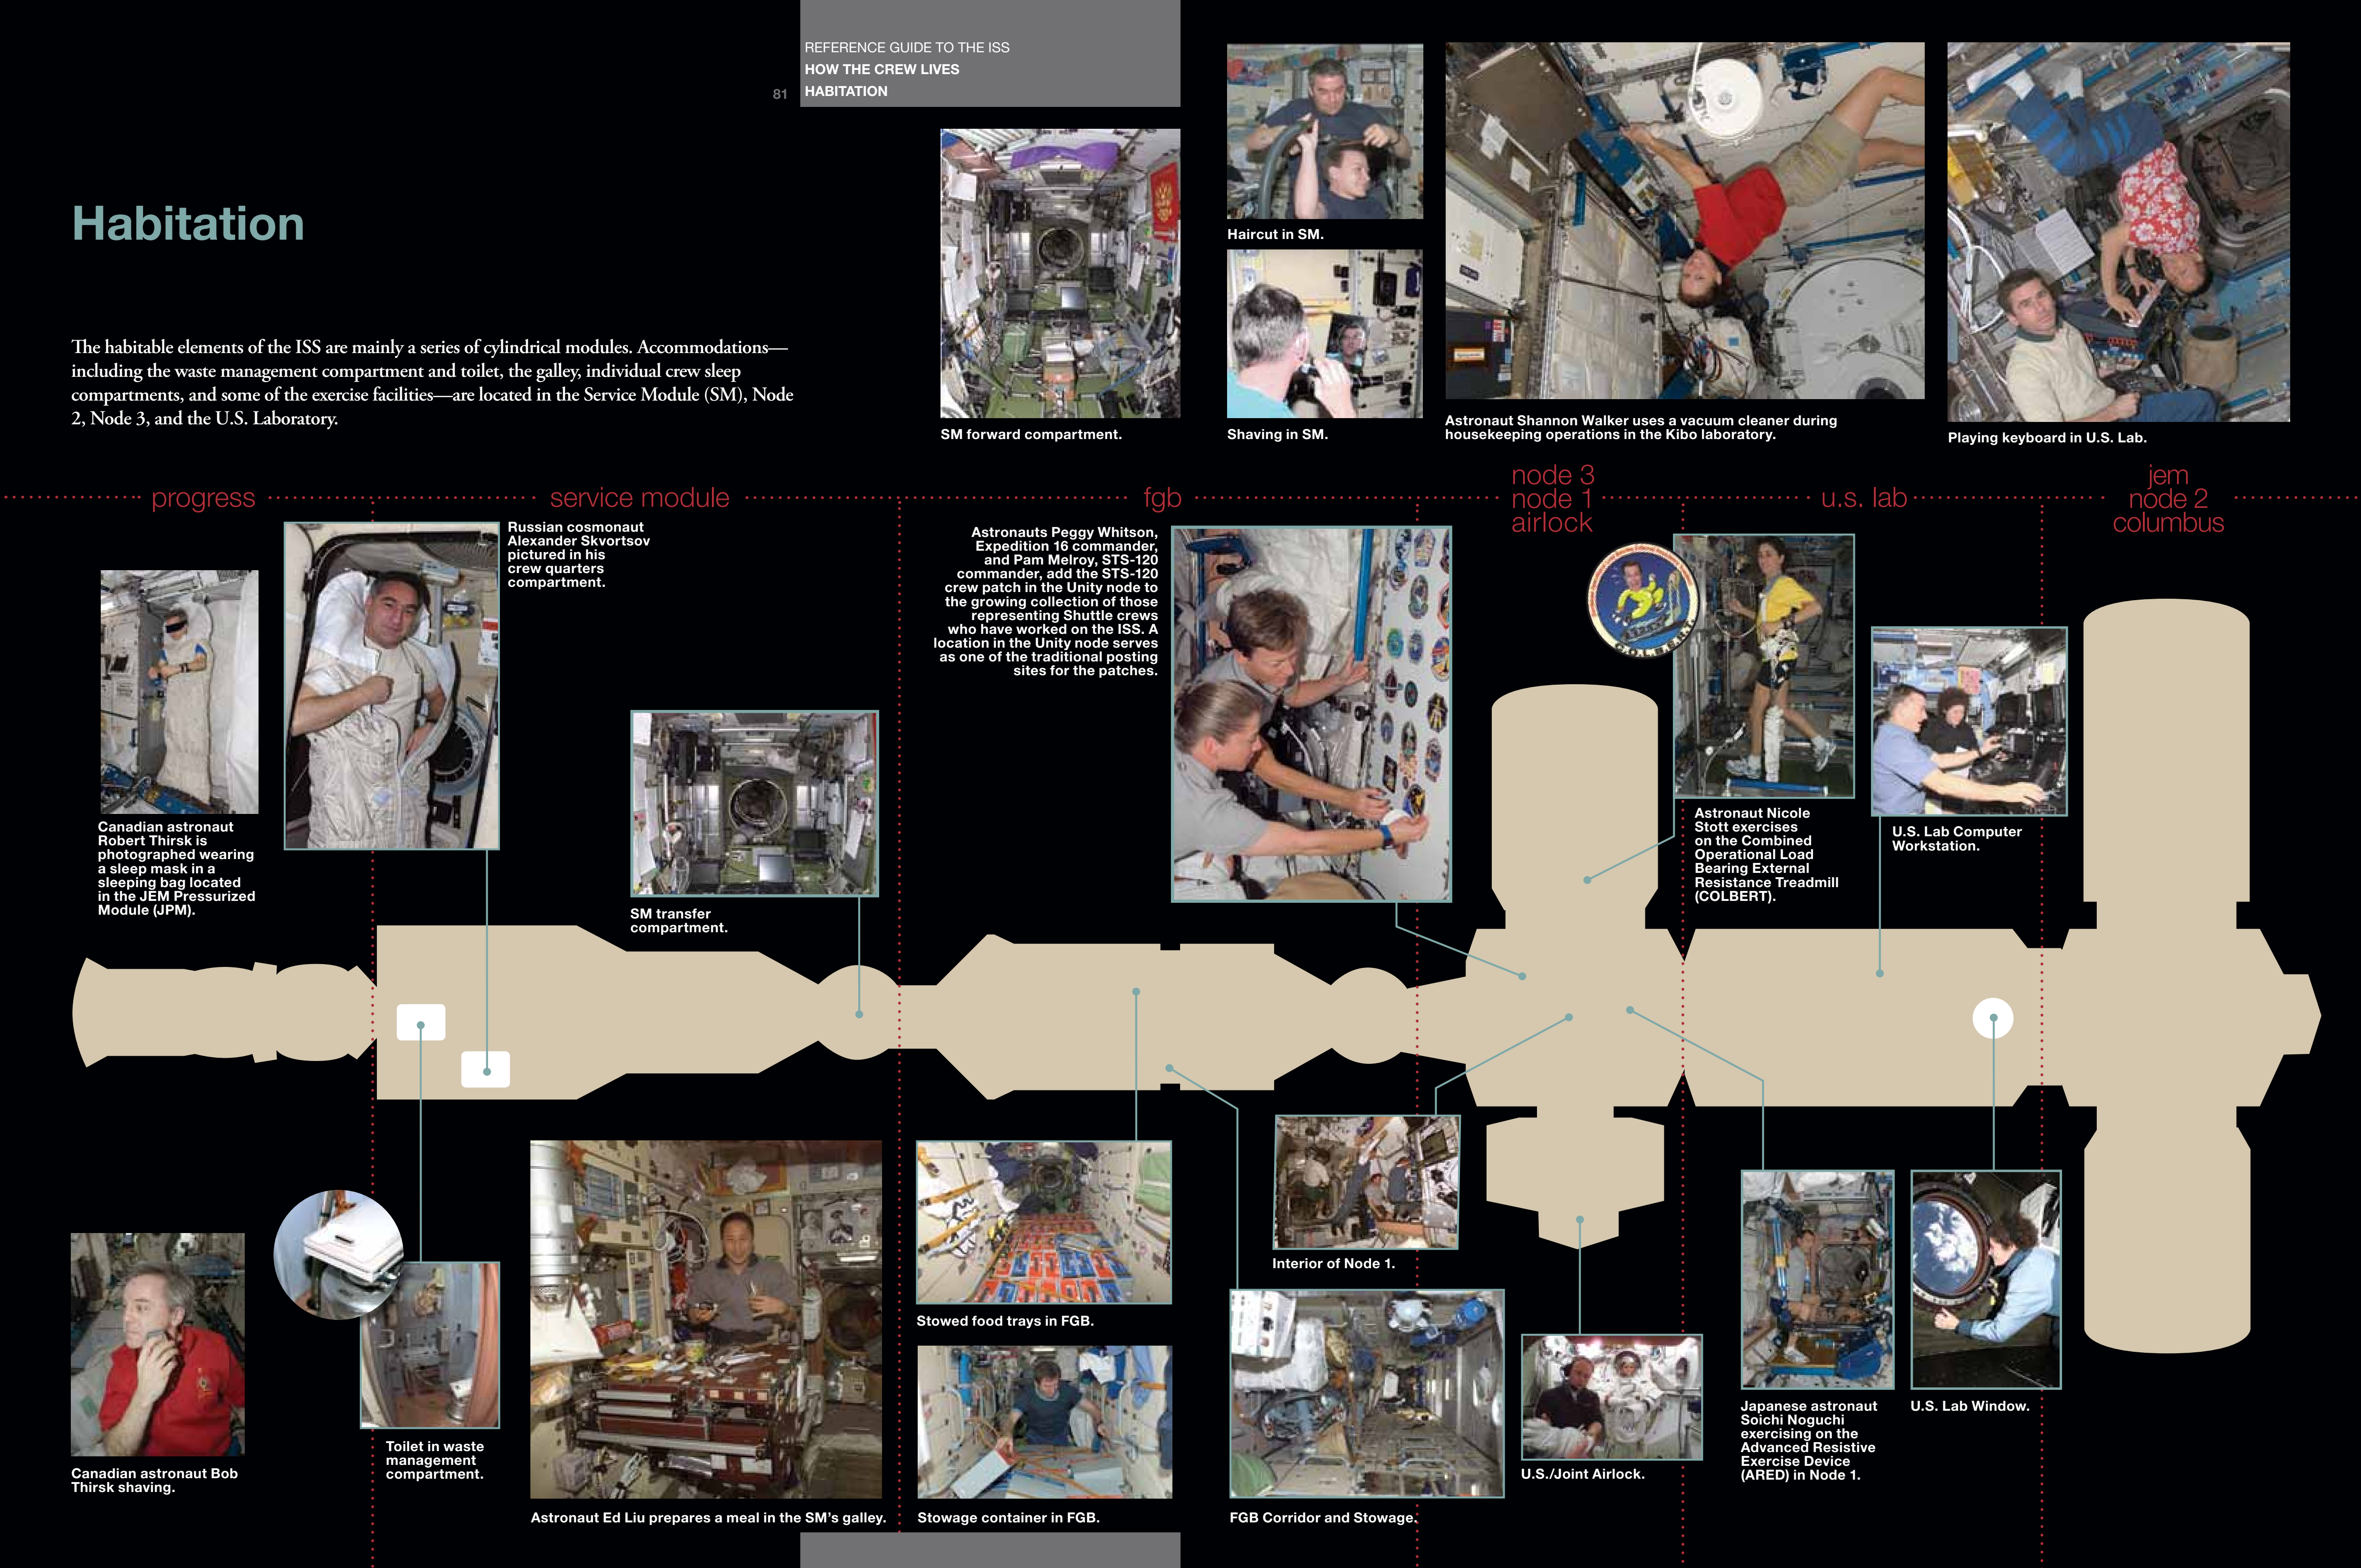 REFERENCE GUIDE TO THE ISS
HOW THE CREW LIVES
81
HABITATION
Habitation
The habitable elements of the ISS are mainly a series of cylindrical modules. Accommodations—
including the waste management compartment and toilet, the galley, individual crew sleep
compartments, and some of the exercise facilities—are located in the Service Module (SM), Node
2, Node 3, and the U.S. Laboratory.
SM forward compartment.
Haircut in SM.
Shaving in SM.
Astronaut Shannon Walker uses a vacuum cleaner during
housekeeping operations in the Kibo laboratory.
Playing keyboard in U.S. Lab.
progress
service module
fgb
node 3
node 1
airlock
u.s. lab
jem
node 2
columbus
Russian cosmonaut
Alexander Skvortsov
pictured in his
crew quarters
compartment.
Canadian astronaut
Robert Thirsk is
photographed wearing
a sleep mask in a
sleeping bag located
in the JEM Pressurized
Module (JPM).
SM transfer
compartment.
Astronauts Peggy Whitson,
Expedition 16 commander,
and Pam Melroy, STS-120
commander, add the STS-120
crew patch in the Unity node to
the growing collection of those
representing Shuttle crews
who have worked on the ISS. A
location in the Unity node serves
as one of the traditional posting
sites for the patches.
C.O.L.B.E.R.T.
Astronaut Nicole
Stott exercises
on the Combined
Operational Load
Bearing External
Resistance Treadmill
(COLBERT).
U.S. Lab Computer
Workstation.
Canadian astronaut Bob
Thirsk shaving.
Toilet in waste
management
compartment.
Astronaut Ed Liu prepares a meal in the SM’s galley.
Stowed food trays in FGB.
Stowage container in FGB.
Interior of Node 1.
FGB Corridor and Stowage.
U.S./Joint Airlock.
Japanese astronaut
Soichi Noguchi
exercising on the
Advanced Resistive
Exercise Device
(ARED) in Node 1.
U.S. Lab Window.